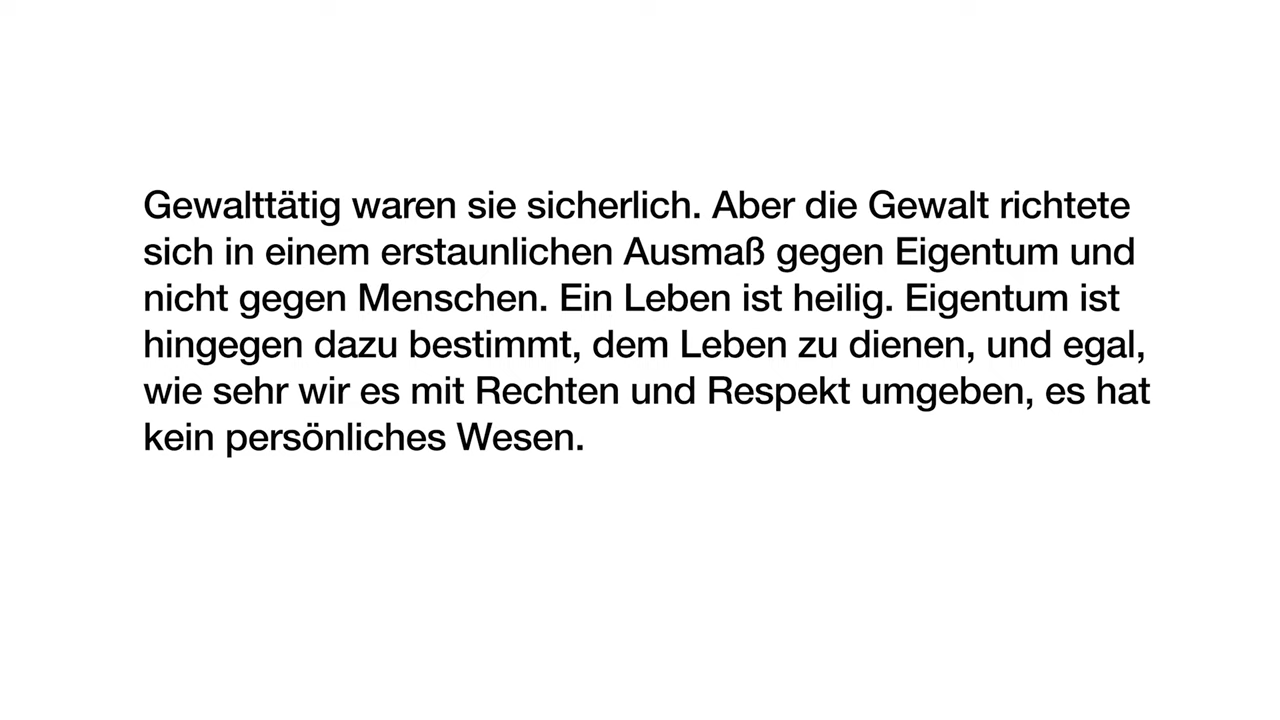 Gewalttätig waren sie sicherlich. Aber die Gewalt richtete
sich in einem erstaunlichen Ausmaß gegen Eigentum und
nicht gegen Menschen. Ein Leben ist heilig. Eigentum ist
hingegen dazu bestimmt, dem Leben zu dienen, und egal,
wie sehr wir es mit Rechten und Respekt umgeben, es hat
kein persönliches Wesen.